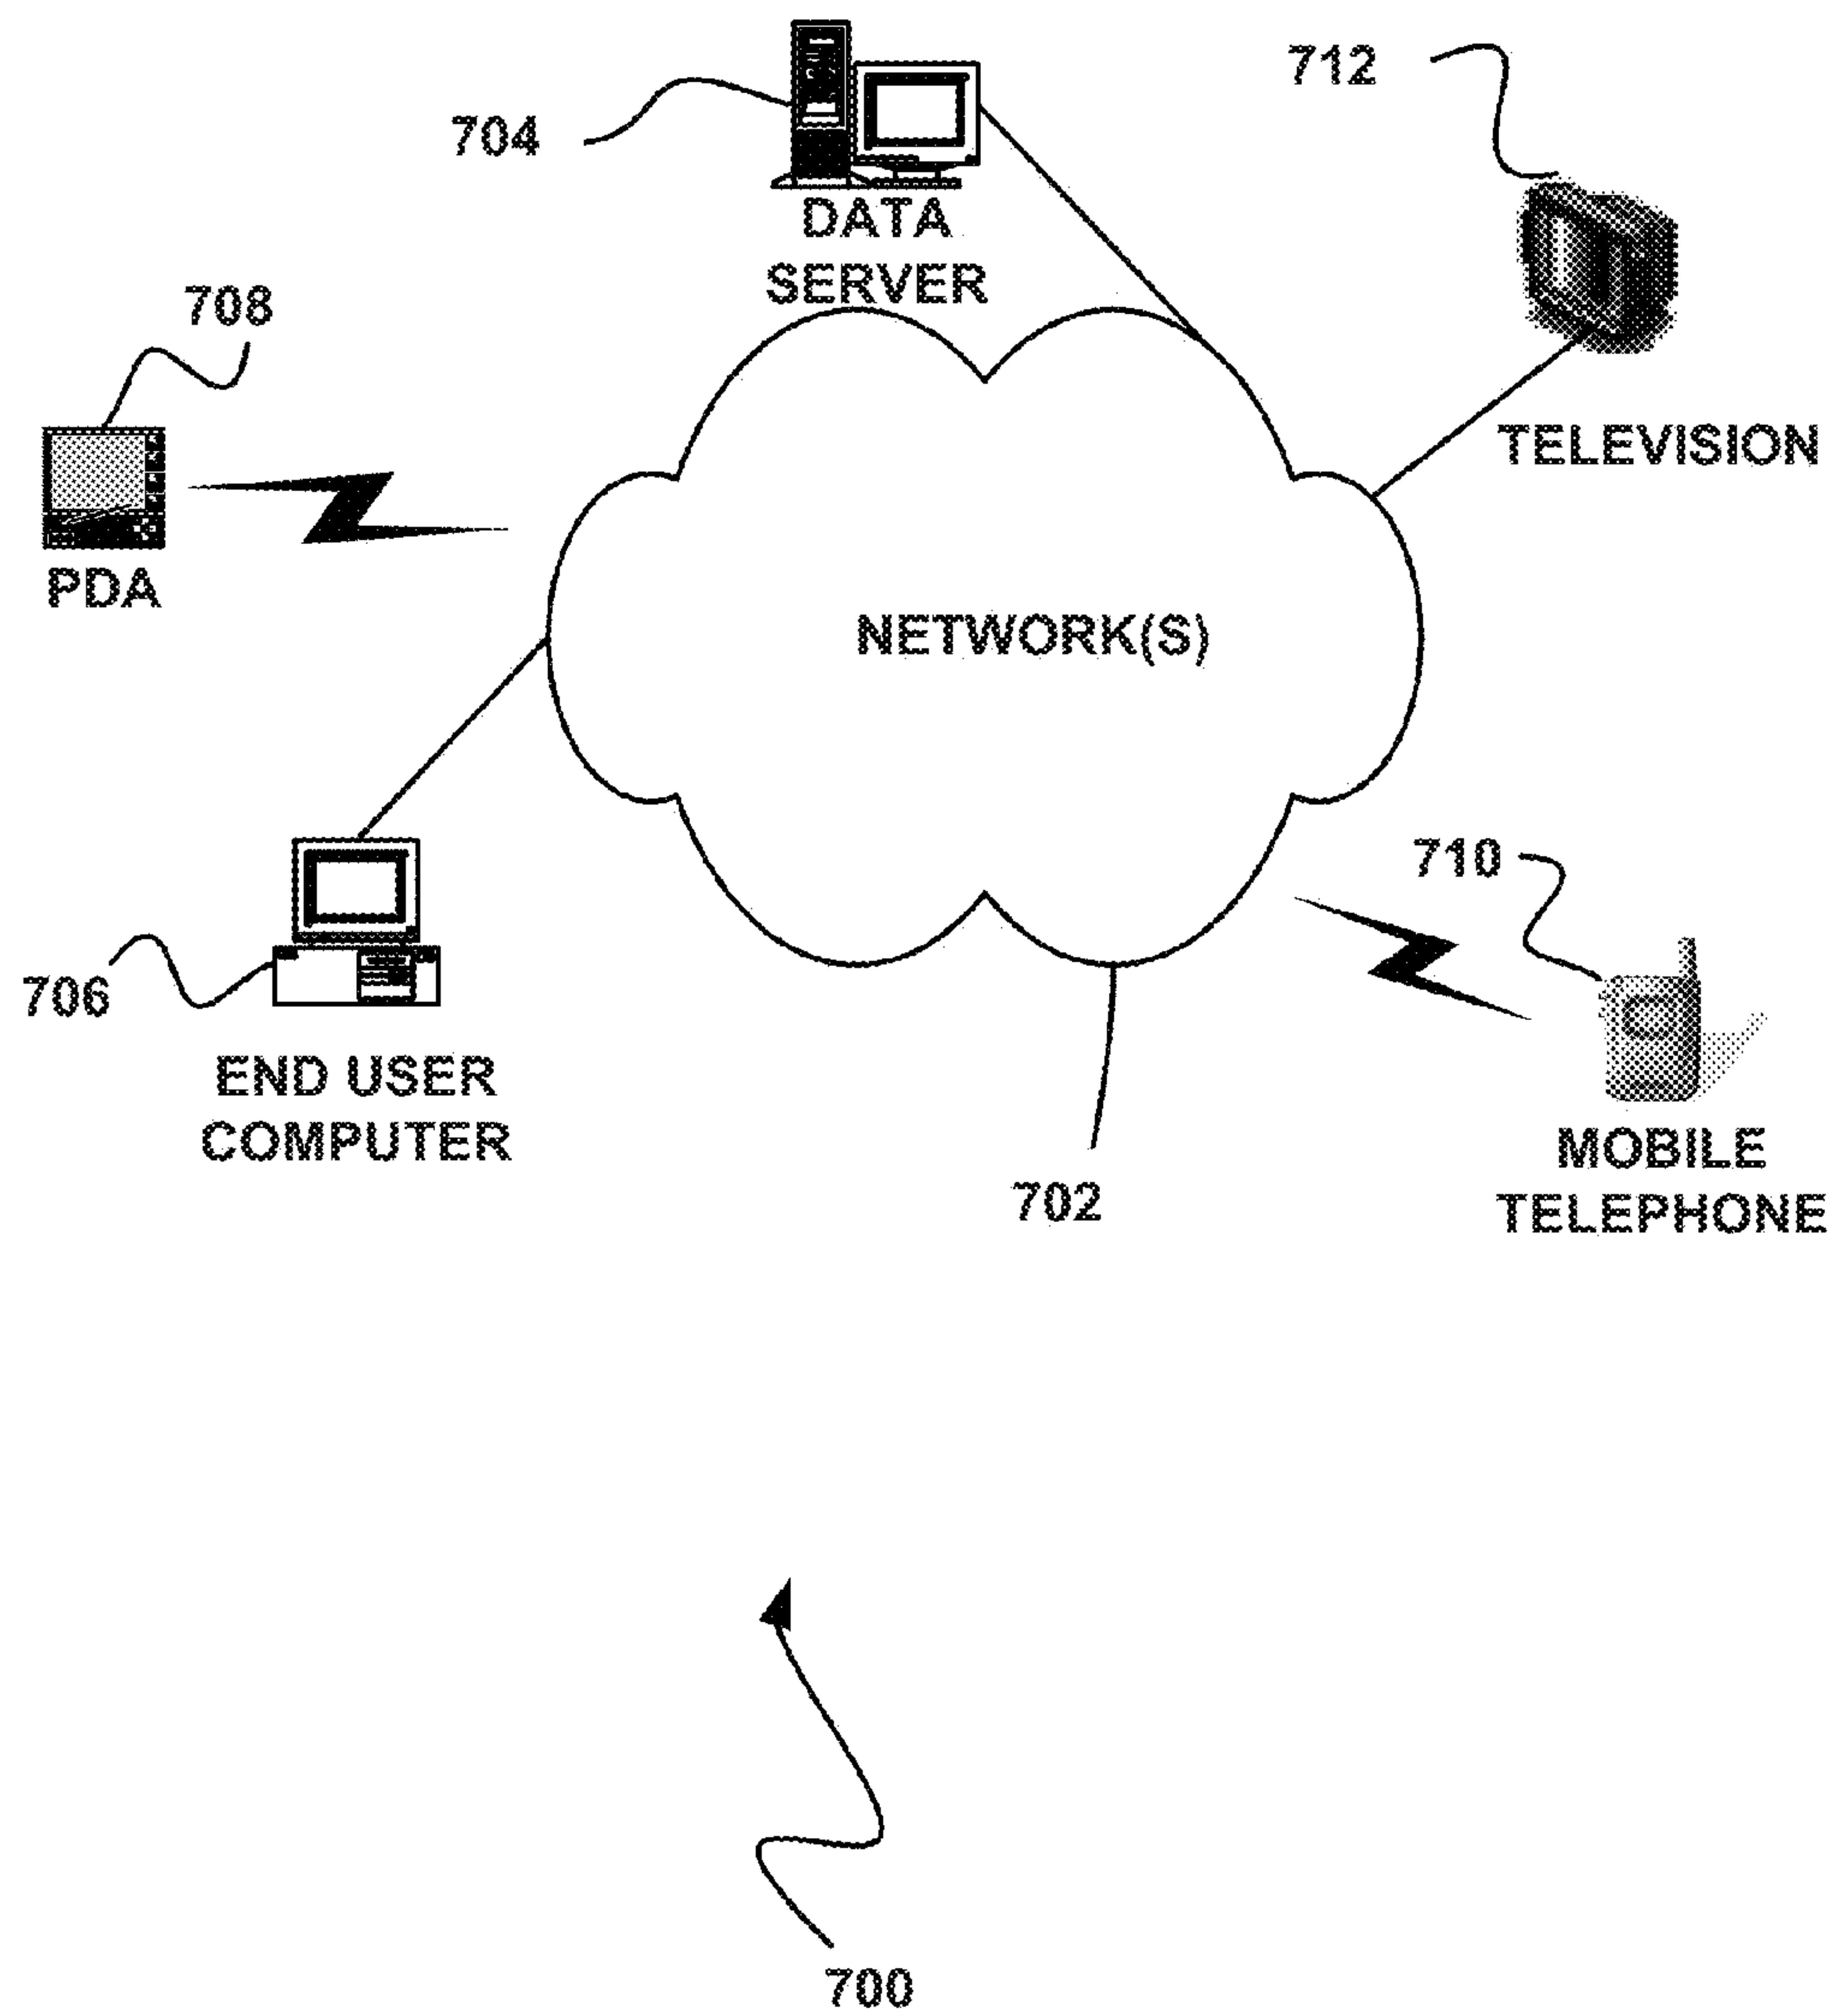 712
704
DATA
SERVER
708
TELEVISION
PDA
NETWORK(S)
710
706
END USER
COMPUTER
MOBILE
TELEPHONE
702
700